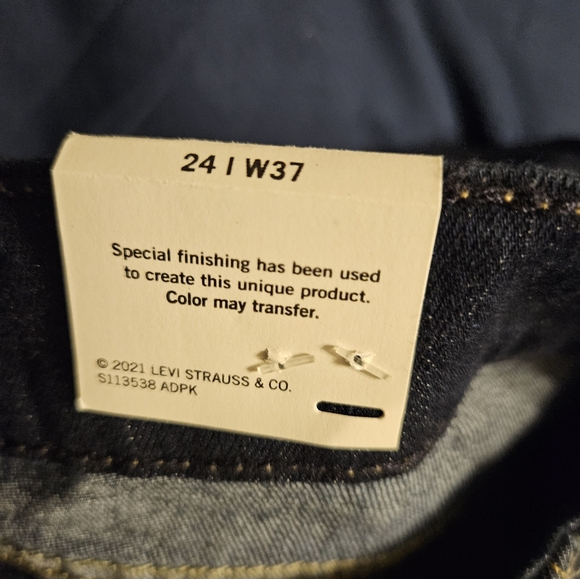 24 | W37
Special finishing has been used
to create this unique product.
Color may transfer.
© 2021 LEVI STRAUSS & CO.
S113538 ADPK